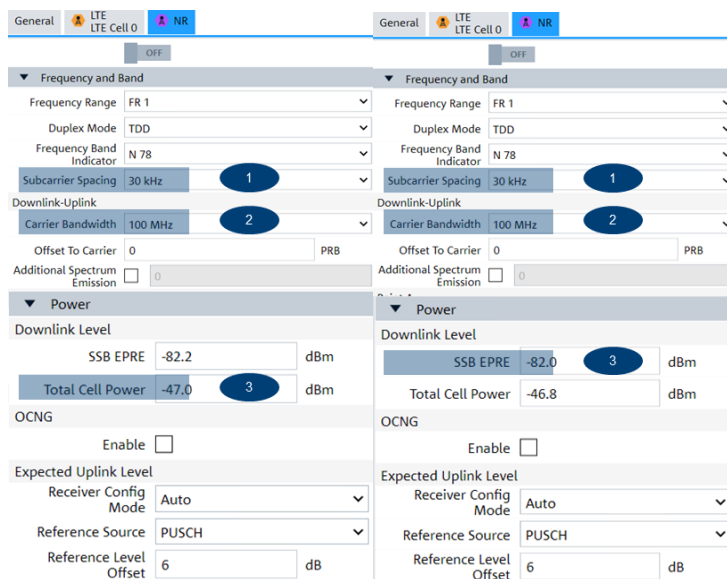 General
LTE
LTE Cell 0
NR
OFF
Frequency and Band
Frequency Range FR 1
Duplex Mode TDD
Frequency Band
Indicator N 78
Subcarrier Spacing 30 kHz 1
Downlink-Uplink
Carrier Bandwidth 100 MHz 2
Offset To Carrier 0 PRB
Additional Spectrum
Emission 0
Power
Downlink Level
SSB EPRE -82.2 dBm
Total Cell Power -47.0 3 dBm
OCNG
Enable
Expected Uplink Level
Receiver Config
Mode Auto
Reference Source PUSCH
Reference Level
Offset 6 dB
General
LTE
LTE Cell 0
NR
OFF
Frequency and Band
Frequency Range FR 1
Duplex Mode TDD
Frequency Band
Indicator N 78
Subcarrier Spacing 30 kHz 1
Downlink-Uplink
Carrier Bandwidth 100 MHz 2
Offset To Carrier 0 PRB
Additional Spectrum
Emission 0
Power
Downlink Level
SSB EPRE -82.0 3 dBm
Total Cell Power -46.8 dBm
OCNG
Enable
Expected Uplink Level
Receiver Config
Mode Auto
Reference Source PUSCH
Reference Level
Offset 6 dB